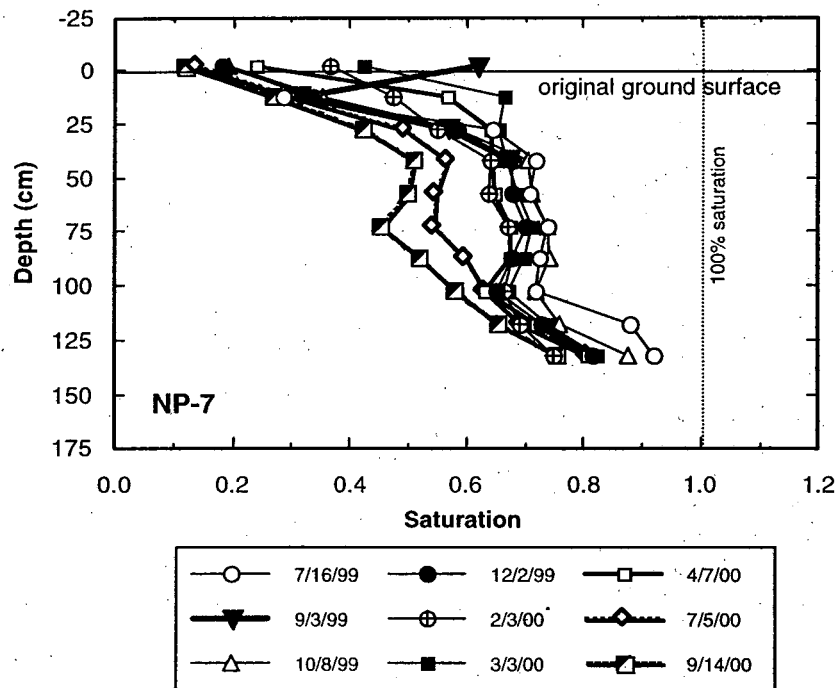 -25
0
25
50
75
100
125
150
175
Depth (cm)
original ground surface
100% saturation
NP-7
0.0 0.2 0.4 0.6 0.8 1.0 1.2
Saturation
7/16/99 12/2/99 4/7/00
9/3/99 2/3/00 7/5/00
10/8/99 3/3/00 9/14/00